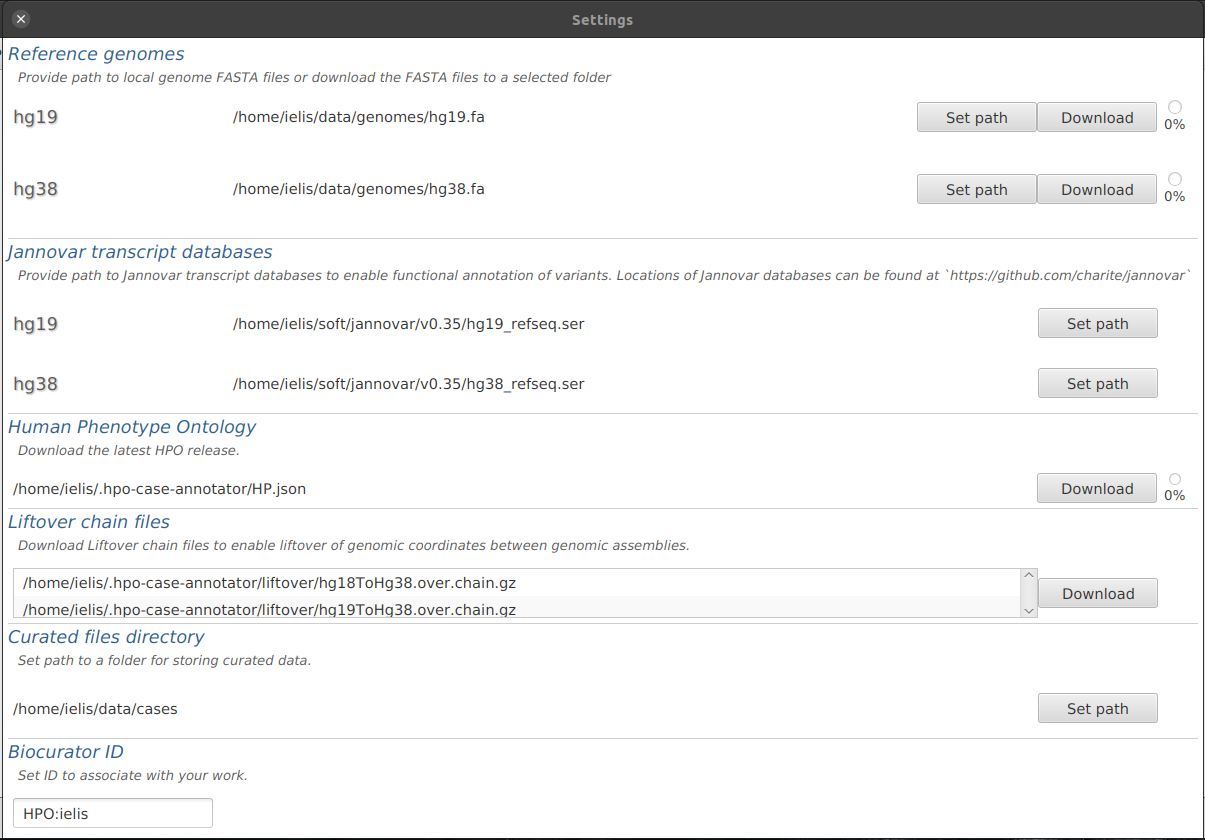 Settings
Reference genomes
Provide path to local genome FASTA files or download the FASTA files to a selected folder
hg19 /home/ielis/data/genomes/hg19.fa Set path Download 0%
hg38 /home/ielis/data/genomes/hg38.fa Set path Download 0%
Jannovar transcript databases
Provide path to Jannovar transcript databases to enable functional annotation of variants. Locations of Jannovar databases can be found at `https://github.com/charite/jannovar`
hg19 /home/ielis/soft/jannovar/v0.35/hg19_refseq.ser Set path
hg38 /home/ielis/soft/jannovar/v0.35/hg38_refseq.ser Set path
Human Phenotype Ontology
Download the latest HPO release.
/home/ielis/.hpo-case-annotator/HP.json Download 0%
Liftover chain files
Download Liftover chain files to enable liftover of genomic coordinates between genomic assemblies.
/home/ielis/.hpo-case-annotator/liftover/hg18ToHg38.over.chain.gz
Download
/home/ielis/.hpo-case-annotator/liftover/hg19ToHg38.over.chain.gz
Curated files directory
Set path to a folder for storing curated data.
/home/ielis/data/cases Set path
Biocurator ID
Set ID to associate with your work.
HPO:ielis